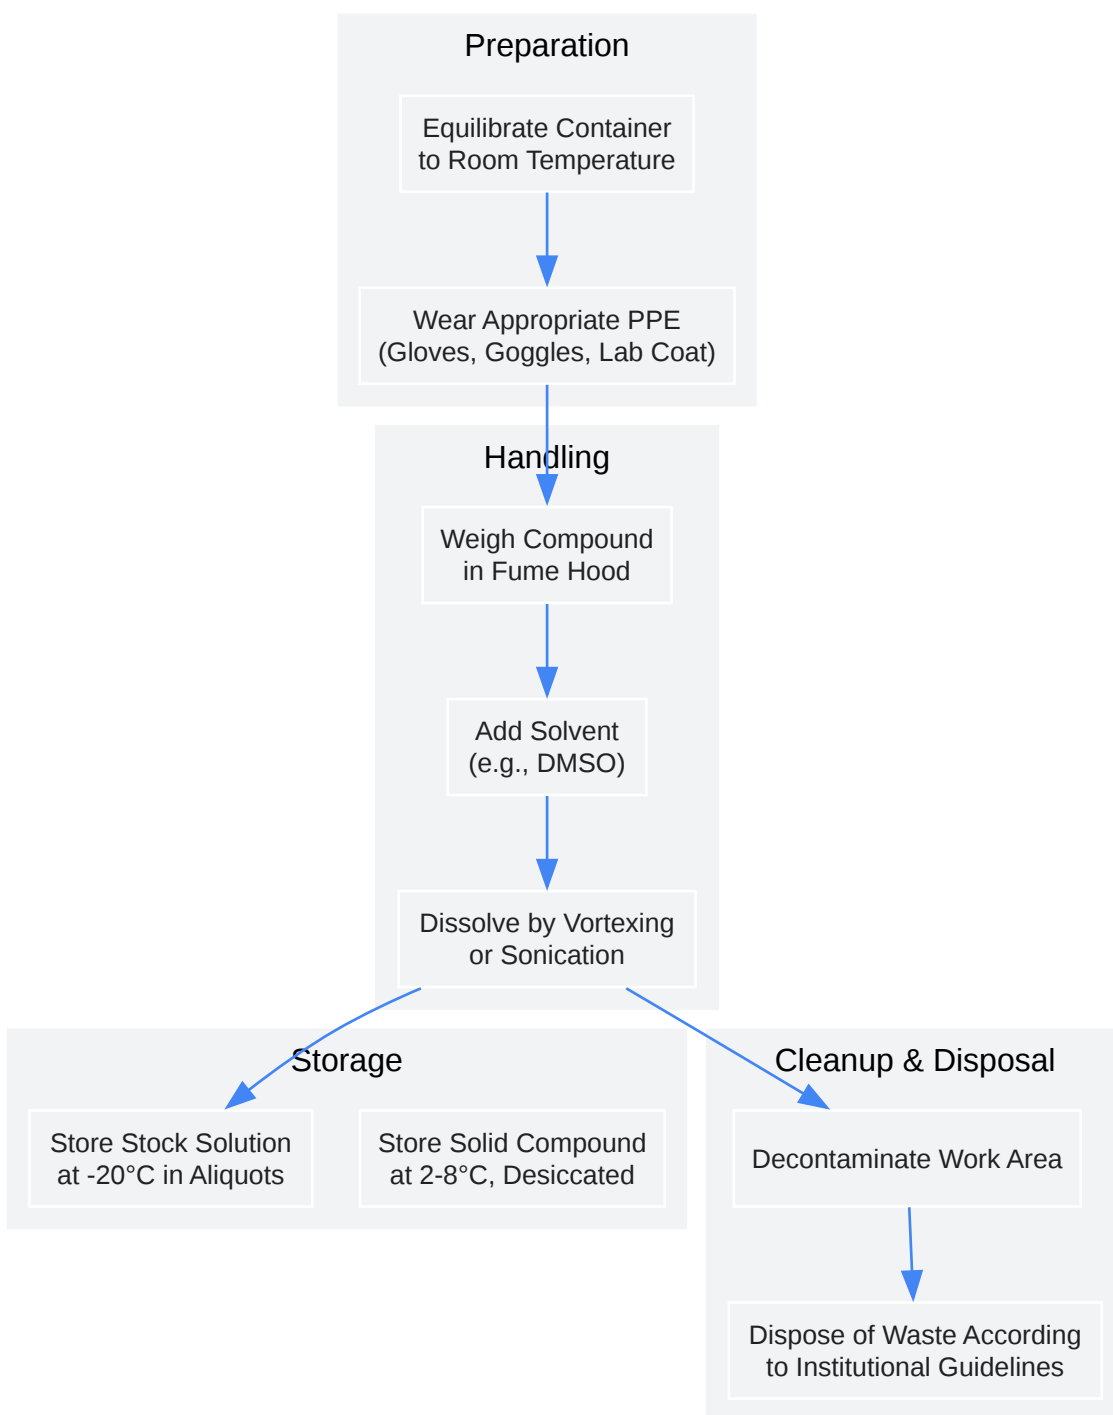 Preparation
Equilibrate Container
to Room Temperature
Wear Appropriate PPE
(Gloves, Goggles, Lab Coat)
Handling
Weigh Compound
in Fume Hood
Add Solvent
(e.g., DMSO)
Dissolve by Vortexing
or Sonication
Storage
Store Stock Solution
at -20°C in Aliquots
Store Solid Compound
at 2-8°C, Desiccated
Cleanup & Disposal
Decontaminate Work Area
Dispose of Waste According
to Institutional Guidelines